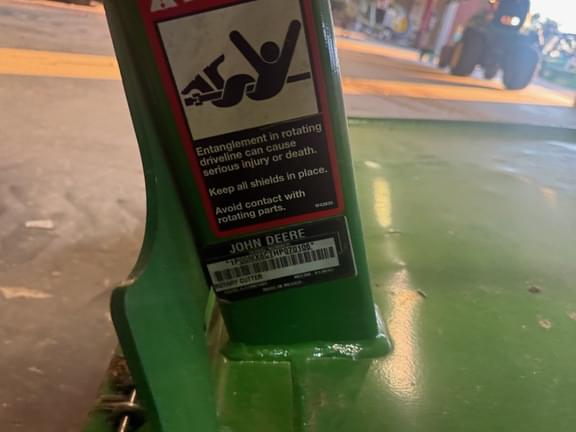 Entanglement in rotating
driveline can cause
serious injury or death.
Keep all shields in place.
Avoid contact with
rotating parts.
JOHN DEERE
ROTARY CUTTER
MADE IN MEXICO